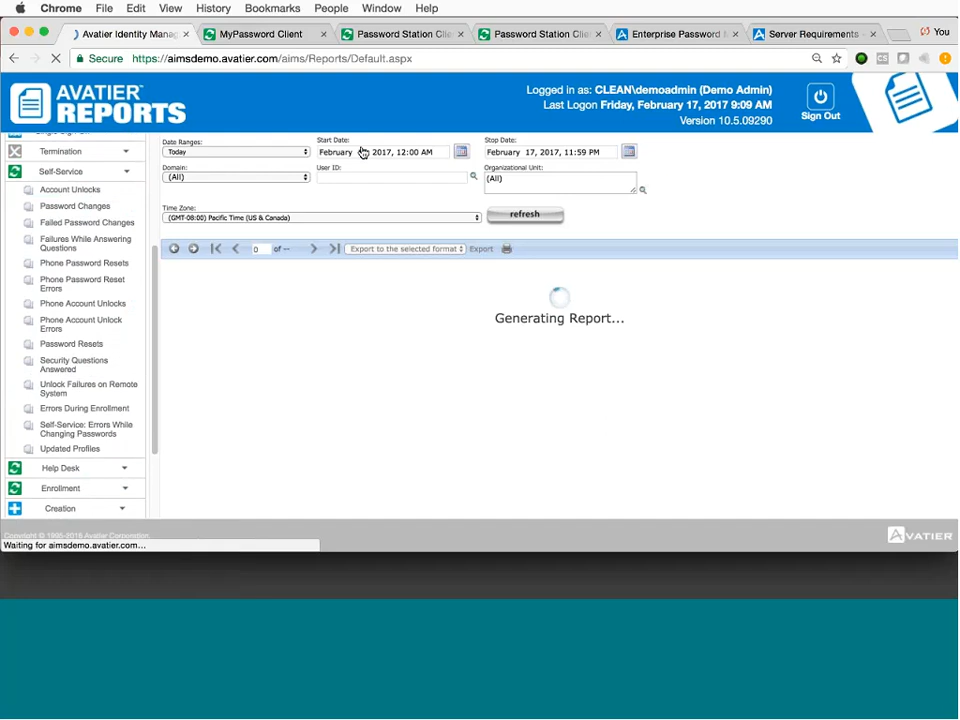 Chrome File Edit View History Bookmarks People Window Help
Avatier Identity Mana
MyPassword Client
Password Station Clie
Password Station Clie
Enterprise Password M
Server Requirements -
You
Secure
https://aimsdemo.avatier.com/aims/Reports/Default.aspx
AVATIER
REPORTS
Logged in as: CLEAN\demoadmin (Demo Admin)
Last Logon Friday, February 17, 2017 9:09 AM
Version 10.5.09290
Sign Out
Termination
Self-Service
Account Unlocks
Password Changes
Failed Password Changes
Failures While Answering
Questions
Phone Password Resets
Phone Password Reset
Errors
Phone Account Unlocks
Phone Account Unlock
Errors
Password Resets
Security Questions
Answered
Unlock Failures on Remote
System
Errors During Enrollment
Self-Service: Errors While
Changing Passwords
Updated Profiles
Help Desk
Enrollment
Creation
Date Ranges:
Today
Start Date:
February 2017, 12:00 AM
Stop Date:
February 17, 2017, 11:59 PM
Domain:
(All)
User ID:
Organizational Unit:
(All)
Time Zone:
(GMT-08:00) Pacific Time (US & Canada)
refresh
0 of --
Export to the selected format
Export
Generating Report...
Copyright © 1995-2016 Avatier Corporation.
AVATIER
Waiting for aimsdemo.avatier.com...